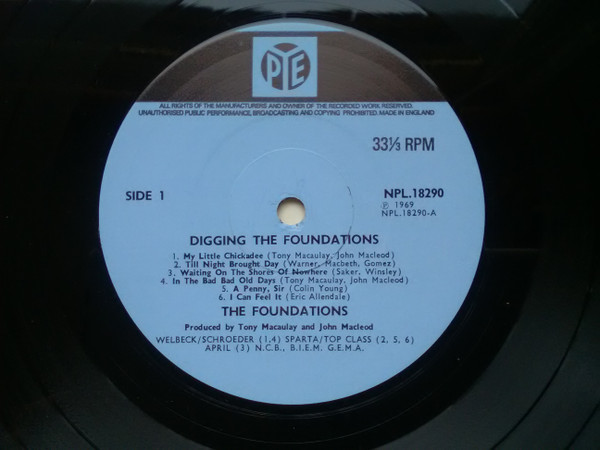 PYE
ALL RIGHTS OF THE MANUFACTURERS AND OWNER OF THE RECORDED WORK RESERVED.
UNAUTHORISED PUBLIC PERFORMANCE, BROADCASTING AND COPYING PROHIBITED. MADE IN ENGLAND
33⅓ RPM
SIDE 1
NPL.18290
℗ 1969
NPL.18290-A
DIGGING THE FOUNDATIONS
1. My Little Chickadee (Tony Macaulay, John Macleod)
2. Till Night Brought Day (Warner, Macbeth, Gomez)
3. Waiting On The Shores Of Nowhere (Saker, Winsley)
4. In The Bad Bad Old Days (Tony Macaulay, John Macleod)
5. A Penny, Sir (Colin Young)
6. I Can Feel It (Eric Allendale)
THE FOUNDATIONS
Produced by Tony Macaulay and John Macleod
WELBECK/SCHROEDER (1,4) SPARTA/TOP CLASS (2, 5, 6)
APRIL (3) N.C.B., B.I.E.M. G.E.M.A.